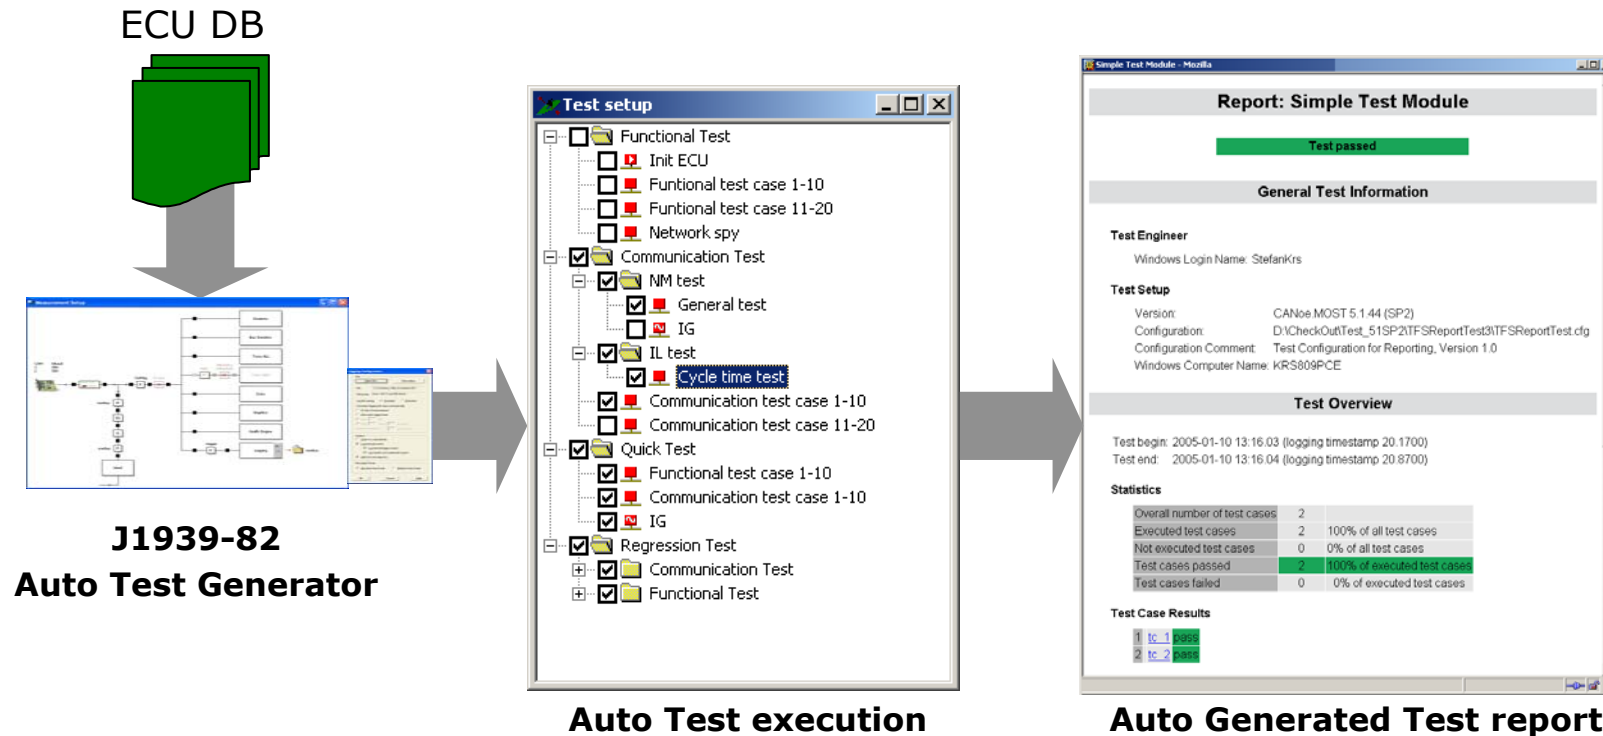 ECU DB
J1939-82
Auto Test Generator
Test setup
Functional Test
Init ECU
Funtional test case 1-10
Funtional test case 11-20
Network spy
Communication Test
NM test
General test
IG
IL test
Cycle time test
Communication test case 1-10
Communication test case 11-20
Quick Test
Functional test case 1-10
Communication test case 1-10
IG
Regression Test
Communication Test
Functional Test
Auto Test execution
Simple Test Module - Mozilla
Report: Simple Test Module
Test passed
General Test Information
Test Engineer
Windows Login Name: StefanKrs
Test Setup
Version: CANoe.MOST 5.1.44 (SP2)
Configuration: D:\CheckOut\Test_51SP2\TFSReportTest3\TFSReportTest.cfg
Configuration Comment: Test Configuration for Reporting, Version 1.0
Windows Computer Name: KRS809PCE
Test Overview
Test begin: 2005-01-10 13:16.03 (logging timestamp 20.1700)
Test end: 2005-01-10 13:16.04 (logging timestamp 20.8700)
Statistics
Overall number of test cases 2
Executed test cases 2 100% of all test cases
Not executed test cases 0 0% of all test cases
Test cases passed 2 100% of executed test cases
Test cases failed 0 0% of executed test cases
Test Case Results
1 tc_1 pass
2 tc_2 pass
Auto Generated Test report